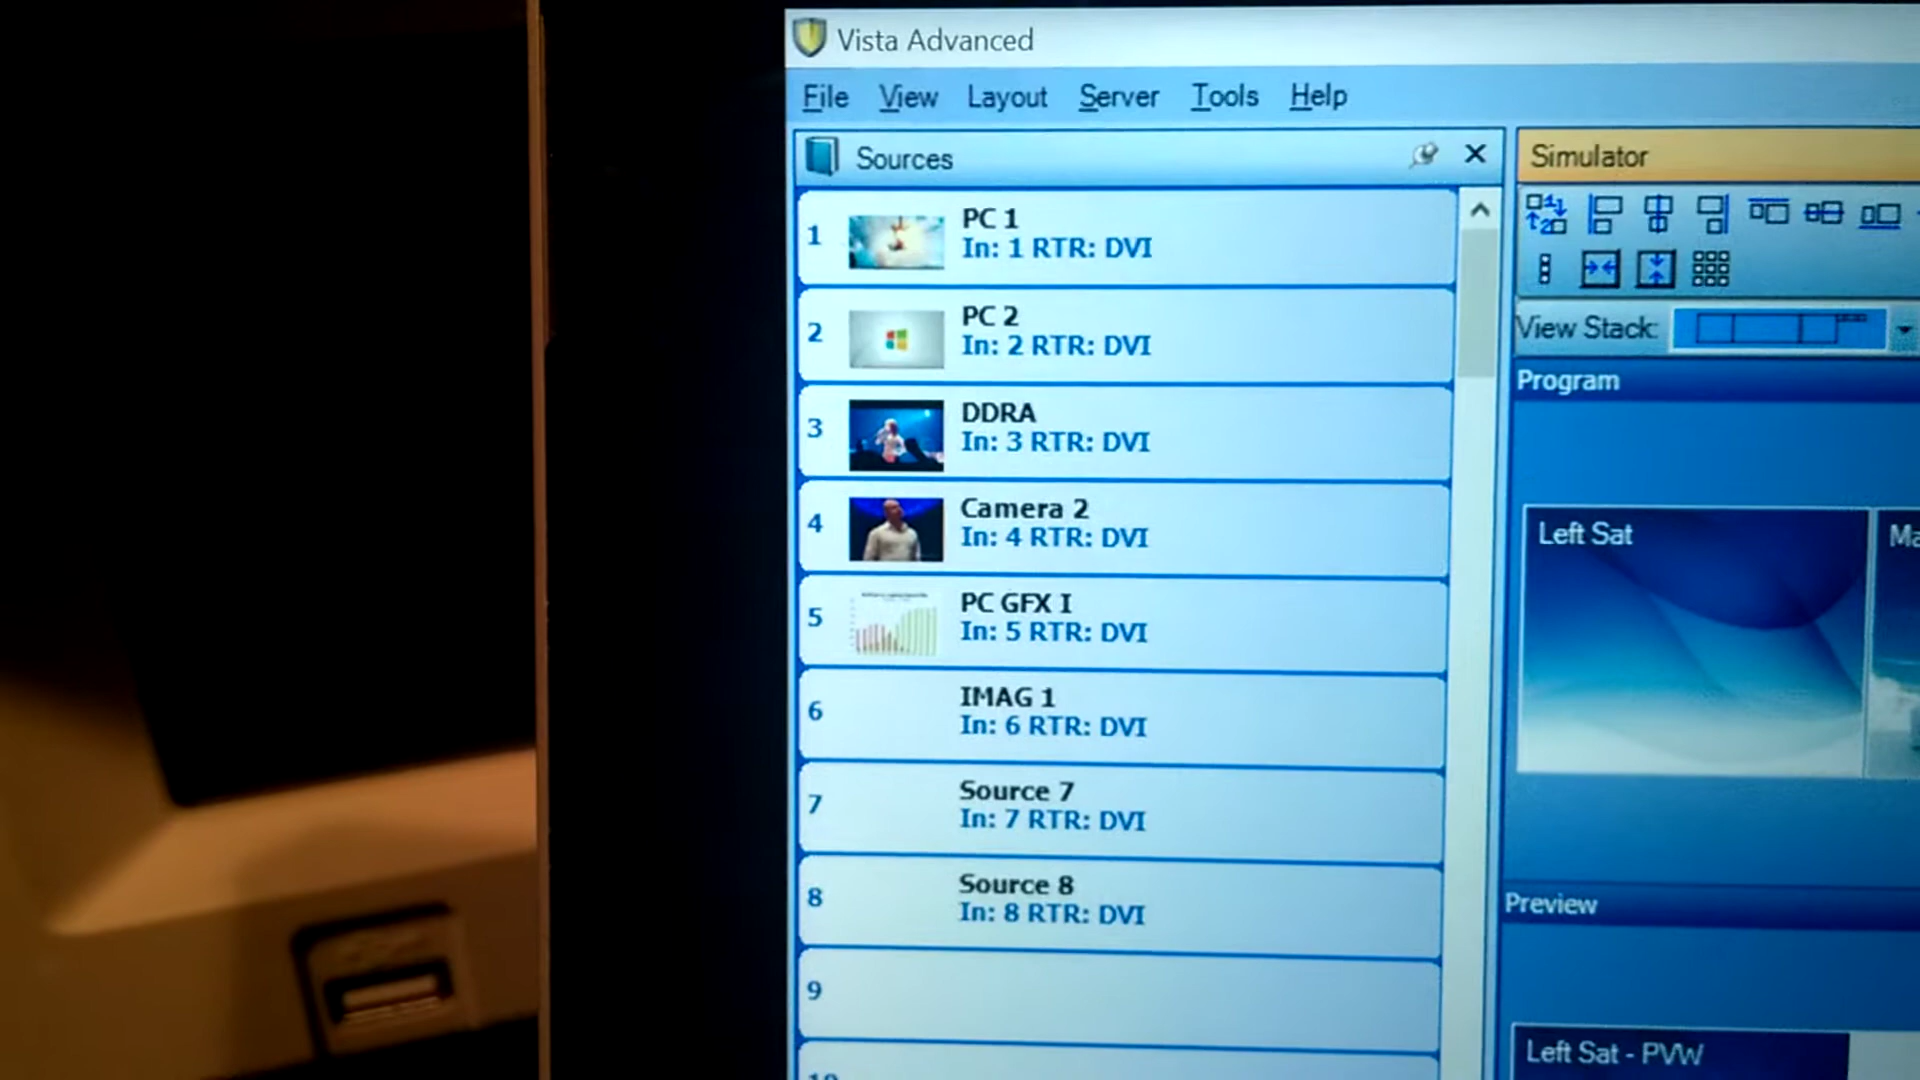 Vista Advanced
File View Layout Server Tools Help
Sources
1
PC 1
In: 1 RTR: DVI
2
PC 2
In: 2 RTR: DVI
3
DDRA
In: 3 RTR: DVI
4
Camera 2
In: 4 RTR: DVI
5
PC GFX I
In: 5 RTR: DVI
6
IMAG 1
In: 6 RTR: DVI
7
Source 7
In: 7 RTR: DVI
8
Source 8
In: 8 RTR: DVI
9
10
Simulator
View Stack:
Program
Left Sat
Ma
Preview
Left Sat - PVW